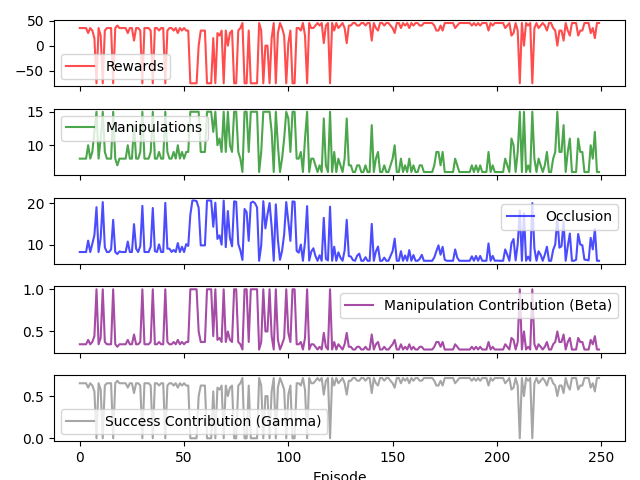 50
0
−50
Rewards
15
10
Manipulations
20
10
Occlusion
1.0
0.5
Manipulation Contribution (Beta)
0.5
0.0
Success Contribution (Gamma)
0 50 100 150 200 250
Episode